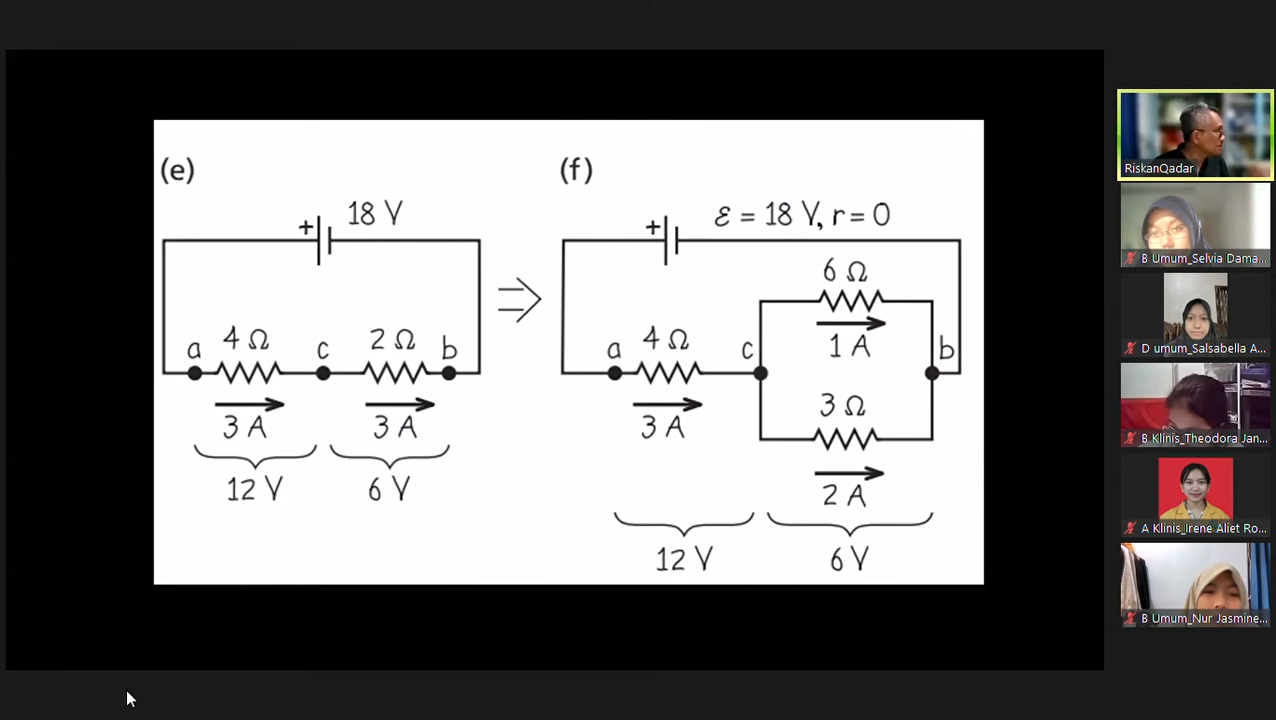 (e)
18 V
+
4 Ω
2 Ω
a
c
b
3 A
3 A
12 V
6 V
(f)
ℰ = 18 V, r = 0
+
6 Ω
1 A
a
4 Ω
c
b
3 A
3 Ω
2 A
12 V
6 V
RiskanQadar
B Umum_Selvia Dama...
D umum_Salsabella A...
B Klinis_Theodora Jan...
A Klinis_Irene Aliet Ro...
B Umum_Nur Jasmine...